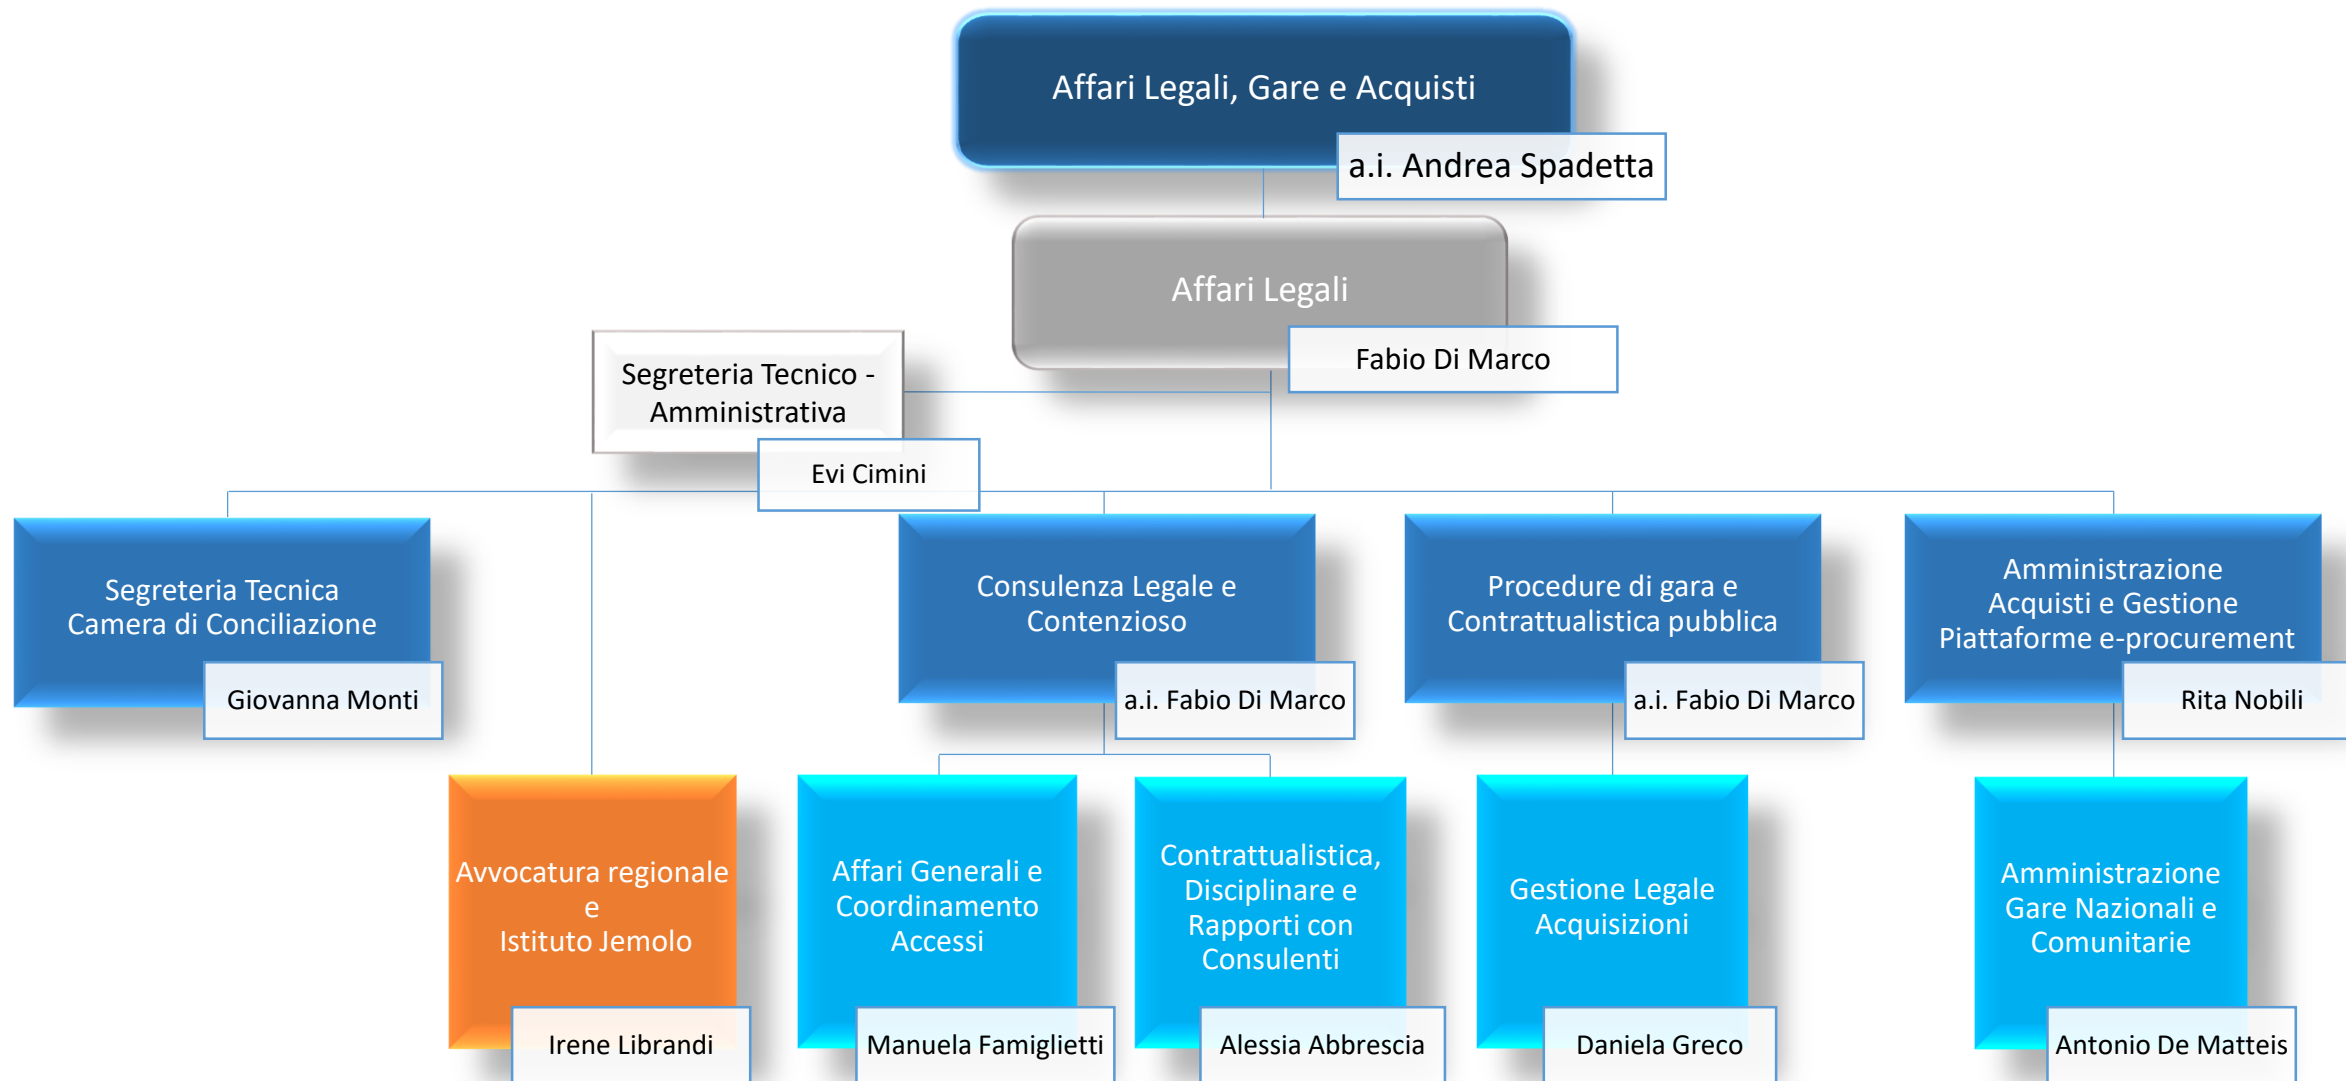 Affari Legali, Gare e Acquisti
a.i. Andrea Spadetta
Affari Legali
Fabio Di Marco
Segreteria Tecnico -
Amministrativa
Evi Cimini
Segreteria Tecnica
Camera di Conciliazione
Giovanna Monti
Consulenza Legale e
Contenzioso
a.i. Fabio Di Marco
Procedure di gara e
Contrattualistica pubblica
a.i. Fabio Di Marco
Amministrazione
Acquisti e Gestione
Piattaforme e-procurement
Rita Nobili
Avvocatura regionale
e
Istituto Jemolo
Irene Librandi
Affari Generali e
Coordinamento
Accessi
Manuela Famiglietti
Contrattualistica,
Disciplinare e
Rapporti con
Consulenti
Alessia Abbrescia
Gestione Legale
Acquisizioni
Daniela Greco
Amministrazione
Gare Nazionali e
Comunitarie
Antonio De Matteis